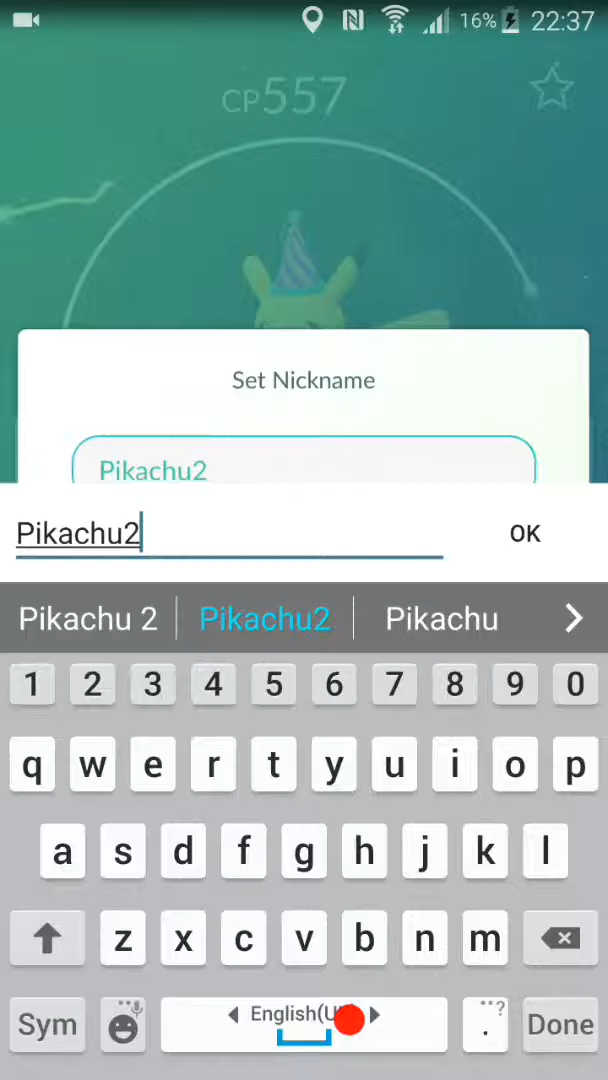 16% 22:37
CP557
Set Nickname
Pikachu2
Pikachu2 OK
Pikachu 2 Pikachu2 Pikachu
1 2 3 4 5 6 7 8 9 0
q w e r t y u i o p
a s d f g h j k l
z x c v b n m
Sym English(U . ? Done